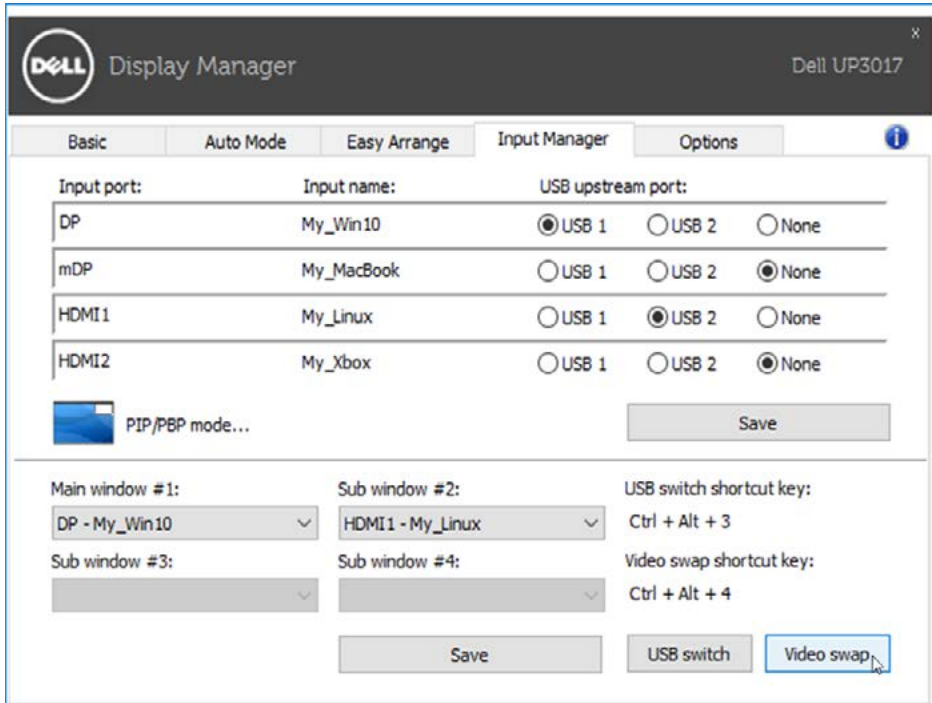 x
DELL Display Manager Dell UP3017
Basic Auto Mode Easy Arrange Input Manager Options i
Input port: Input name: USB upstream port:
DP My_Win10 USB 1 USB 2 None
mDP My_MacBook USB 1 USB 2 None
HDMI1 My_Linux USB 1 USB 2 None
HDMI2 My_Xbox USB 1 USB 2 None
PIP/PBP mode... Save
Main window #1: Sub window #2: USB switch shortcut key:
DP - My_Win10 HDMI1 - My_Linux Ctrl + Alt + 3
Sub window #3: Sub window #4: Video swap shortcut key:
Ctrl + Alt + 4
Save USB switch Video swap